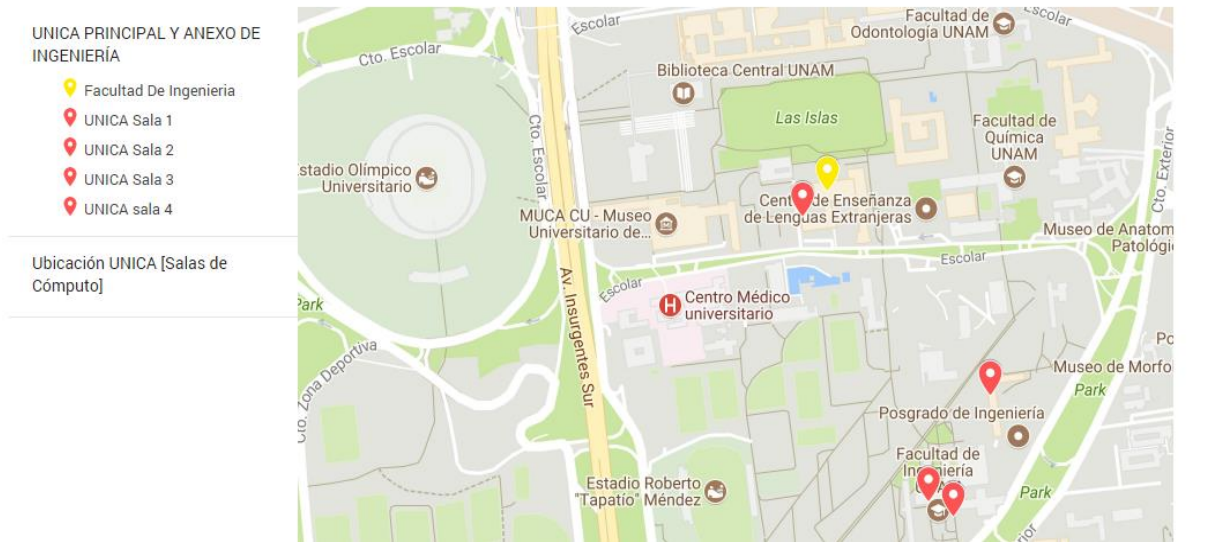 UNICA PRINCIPAL Y ANEXO DE
INGENIERÍA
Facultad De Ingenieria
UNICA Sala 1
UNICA Sala 2
UNICA Sala 3
UNICA sala 4
Ubicación UNICA [Salas de
Cómputo]
Cto. Escolar
Escolar
Facultad de
Odontología UNAM
Escolar
Biblioteca Central UNAM
Las Islas
Facultad de
Química
UNAM
Cto. Escolar
Cto. Exterior
stadio Olímpico
Universitario
MUCA CU - Museo
Universitario de...
de Enseñanza
de Lenguas Extranjeras
Museo de Anatom
Patológi
Escolar
Escolar
Park
Av. Insurgentes Sur
Centro Médico
universitario
H
Cto. Zona Deportiva
Po
Museo de Morfo
Park
Posgrado de Ingeniería
Facultad de
Ingeniería
Estadio Roberto
"Tapatío" Méndez
Park